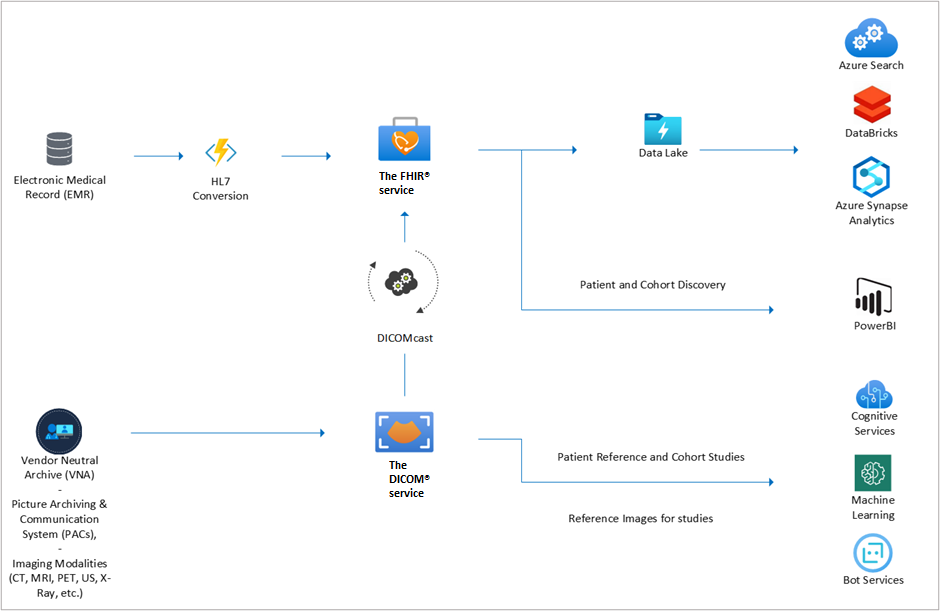 Azure Search
DataBricks
Electronic Medical
Record (EMR)
HL7
Conversion
The FHIR®
service
Data Lake
Azure Synapse
Analytics
Patient and Cohort Discovery
PowerBI
DICOMcast
Cognitive
Services
Vendor Neutral
Archive (VNA)
-
Picture Archiving &
Communication
System (PACs),
-
Imaging Modalities
(CT, MRI, PET, US, X-
Ray, etc.)
The
DICOM®
service
Patient Reference and Cohort Studies
Reference Images for studies
Machine
Learning
Bot Services